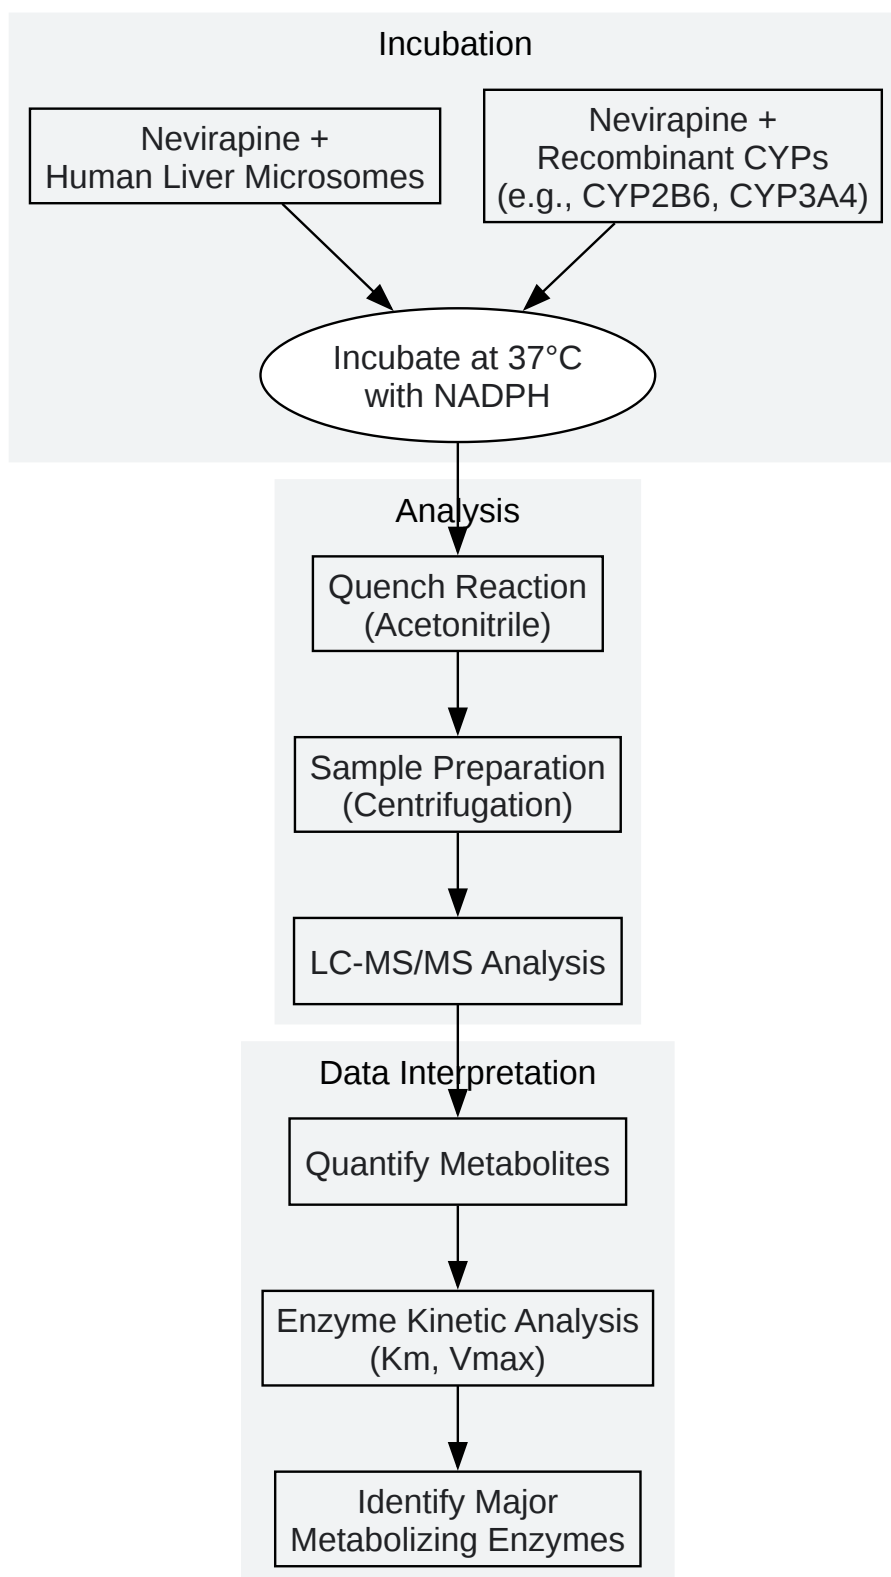 Incubation
Nevirapine +
Human Liver Microsomes
Nevirapine +
Recombinant CYPs
(e.g., CYP2B6, CYP3A4)
Incubate at 37°C
with NADPH
Analysis
Quench Reaction
(Acetonitrile)
Sample Preparation
(Centrifugation)
LC-MS/MS Analysis
Data Interpretation
Quantify Metabolites
Enzyme Kinetic Analysis
(Km, Vmax)
Identify Major
Metabolizing Enzymes